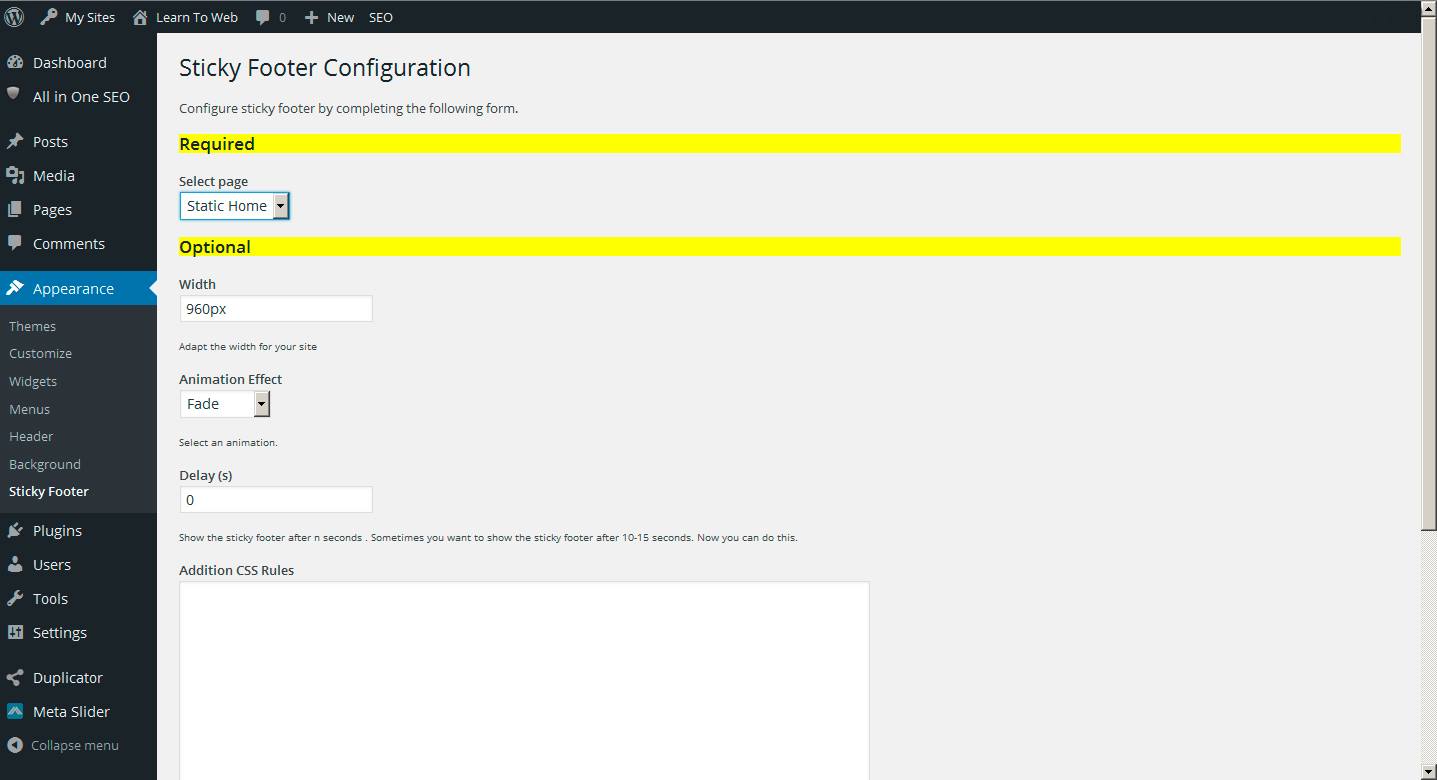 My Sites Learn To Web 0 New SEO
Dashboard
All in One SEO
Posts
Media
Pages
Comments
Appearance
Themes
Customize
Widgets
Menus
Header
Background
Sticky Footer
Plugins
Users
Tools
Settings
Duplicator
Meta Slider
Collapse menu
Sticky Footer Configuration
Configure sticky footer by completing the following form.
Required
Select page
Static Home
Optional
Width
960px
Adapt the width for your site
Animation Effect
Fade
Select an animation.
Delay (s)
0
Show the sticky footer after n seconds . Sometimes you want to show the sticky footer after 10-15 seconds. Now you can do this.
Addition CSS Rules